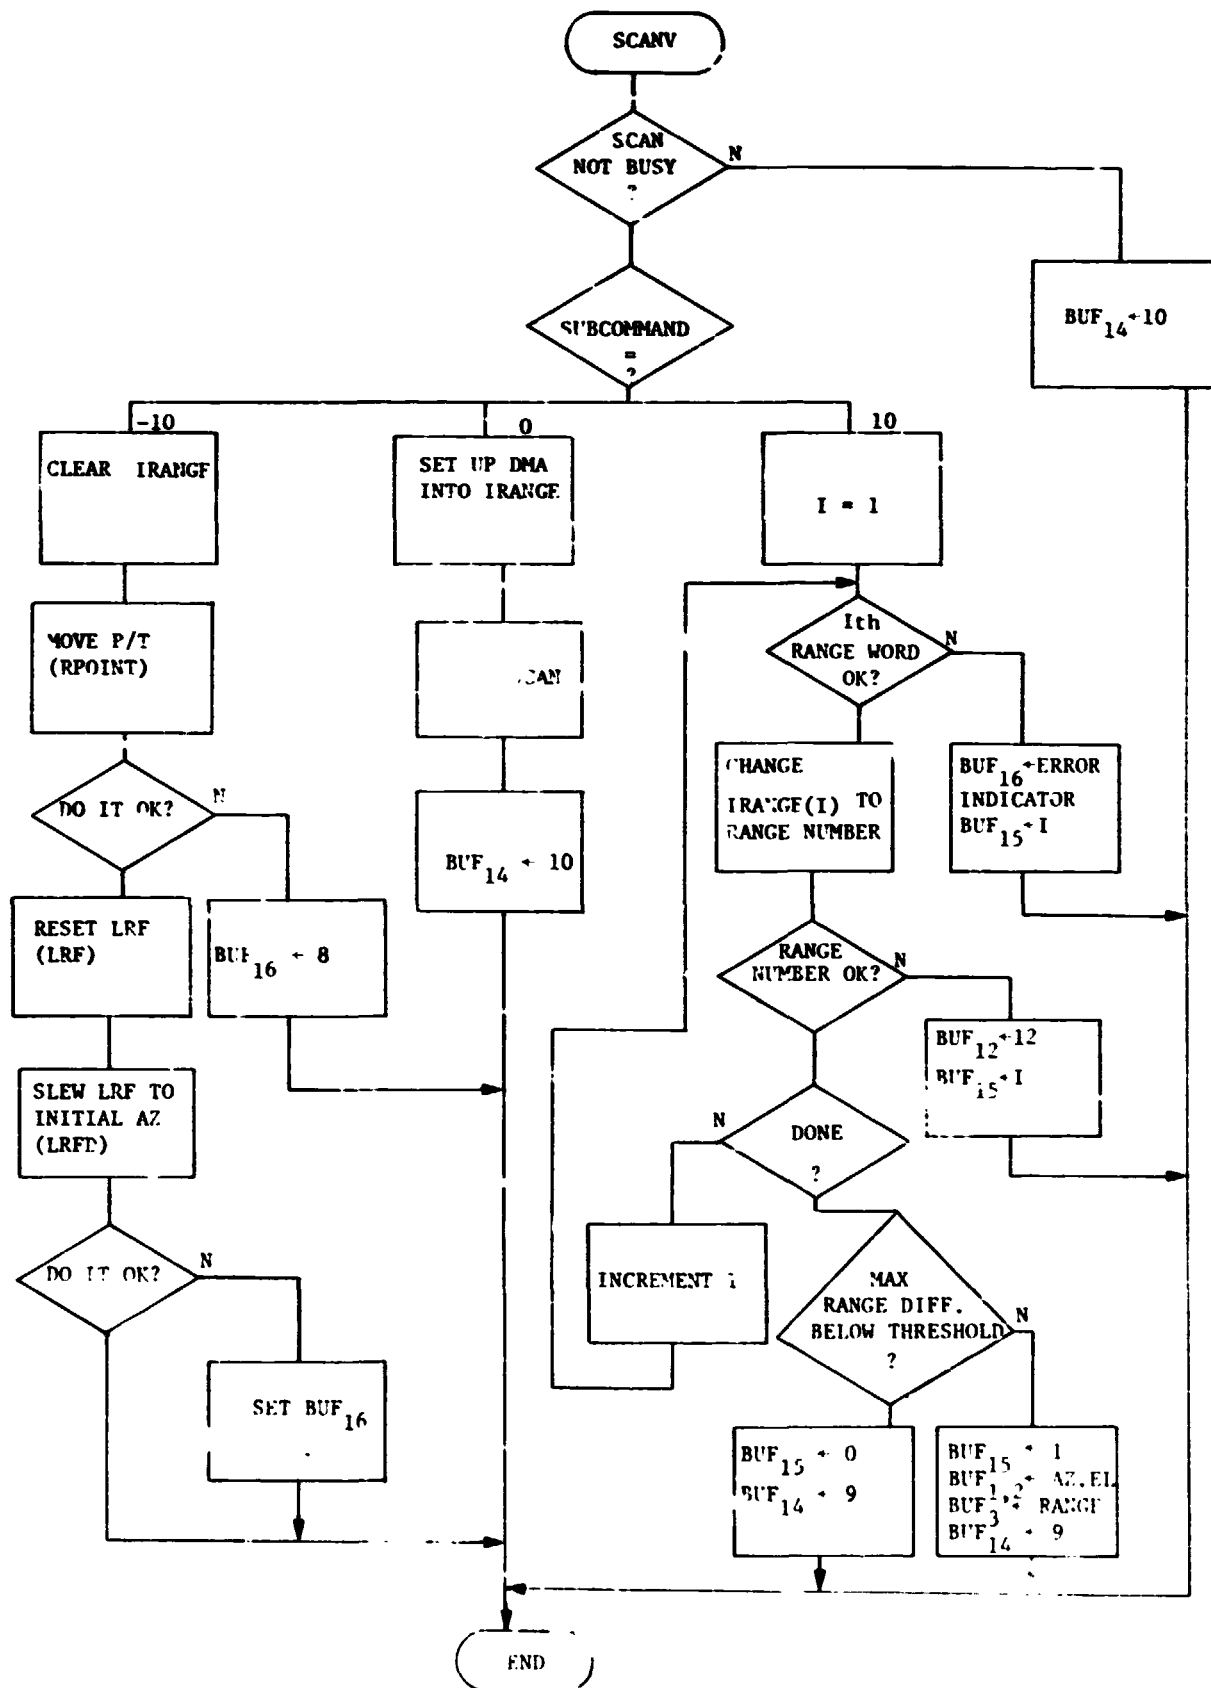 SCANV
SCAN
NOT BUSY
?
N
BUF14←10
SUBCOMMAND
=
?
-10
0
10
CLEAR IRANGE
SET UP DMA
INTO IRANGE
I = 1
MOVE P/T
(RPOINT)
Ith
RANGE WORD
OK?
N
BUF16←ERROR
INDICATOR
BUF15←I
CHANGE
IRANGE(I) TO
RANGE NUMBER
DO IT OK?
N
BUF14 ← 10
RESET LRF
(LRF)
BUF16 ← 8
RANGE
NUMBER OK?
N
BUF12←12
BUF15←I
SLEW LRF TO
INITIAL AZ
(LRFD)
DONE
?
N
INCREMENT I
DO IT OK?
N
MAX
RANGE DIFF.
BELOW THRESHOLD
?
N
SET BUF16
BUF15 ← 0
BUF14 ← 9
BUF15 ← 1
BUF1,2← AZ,EL
BUF3← RANGE
BUF14 ← 9
END